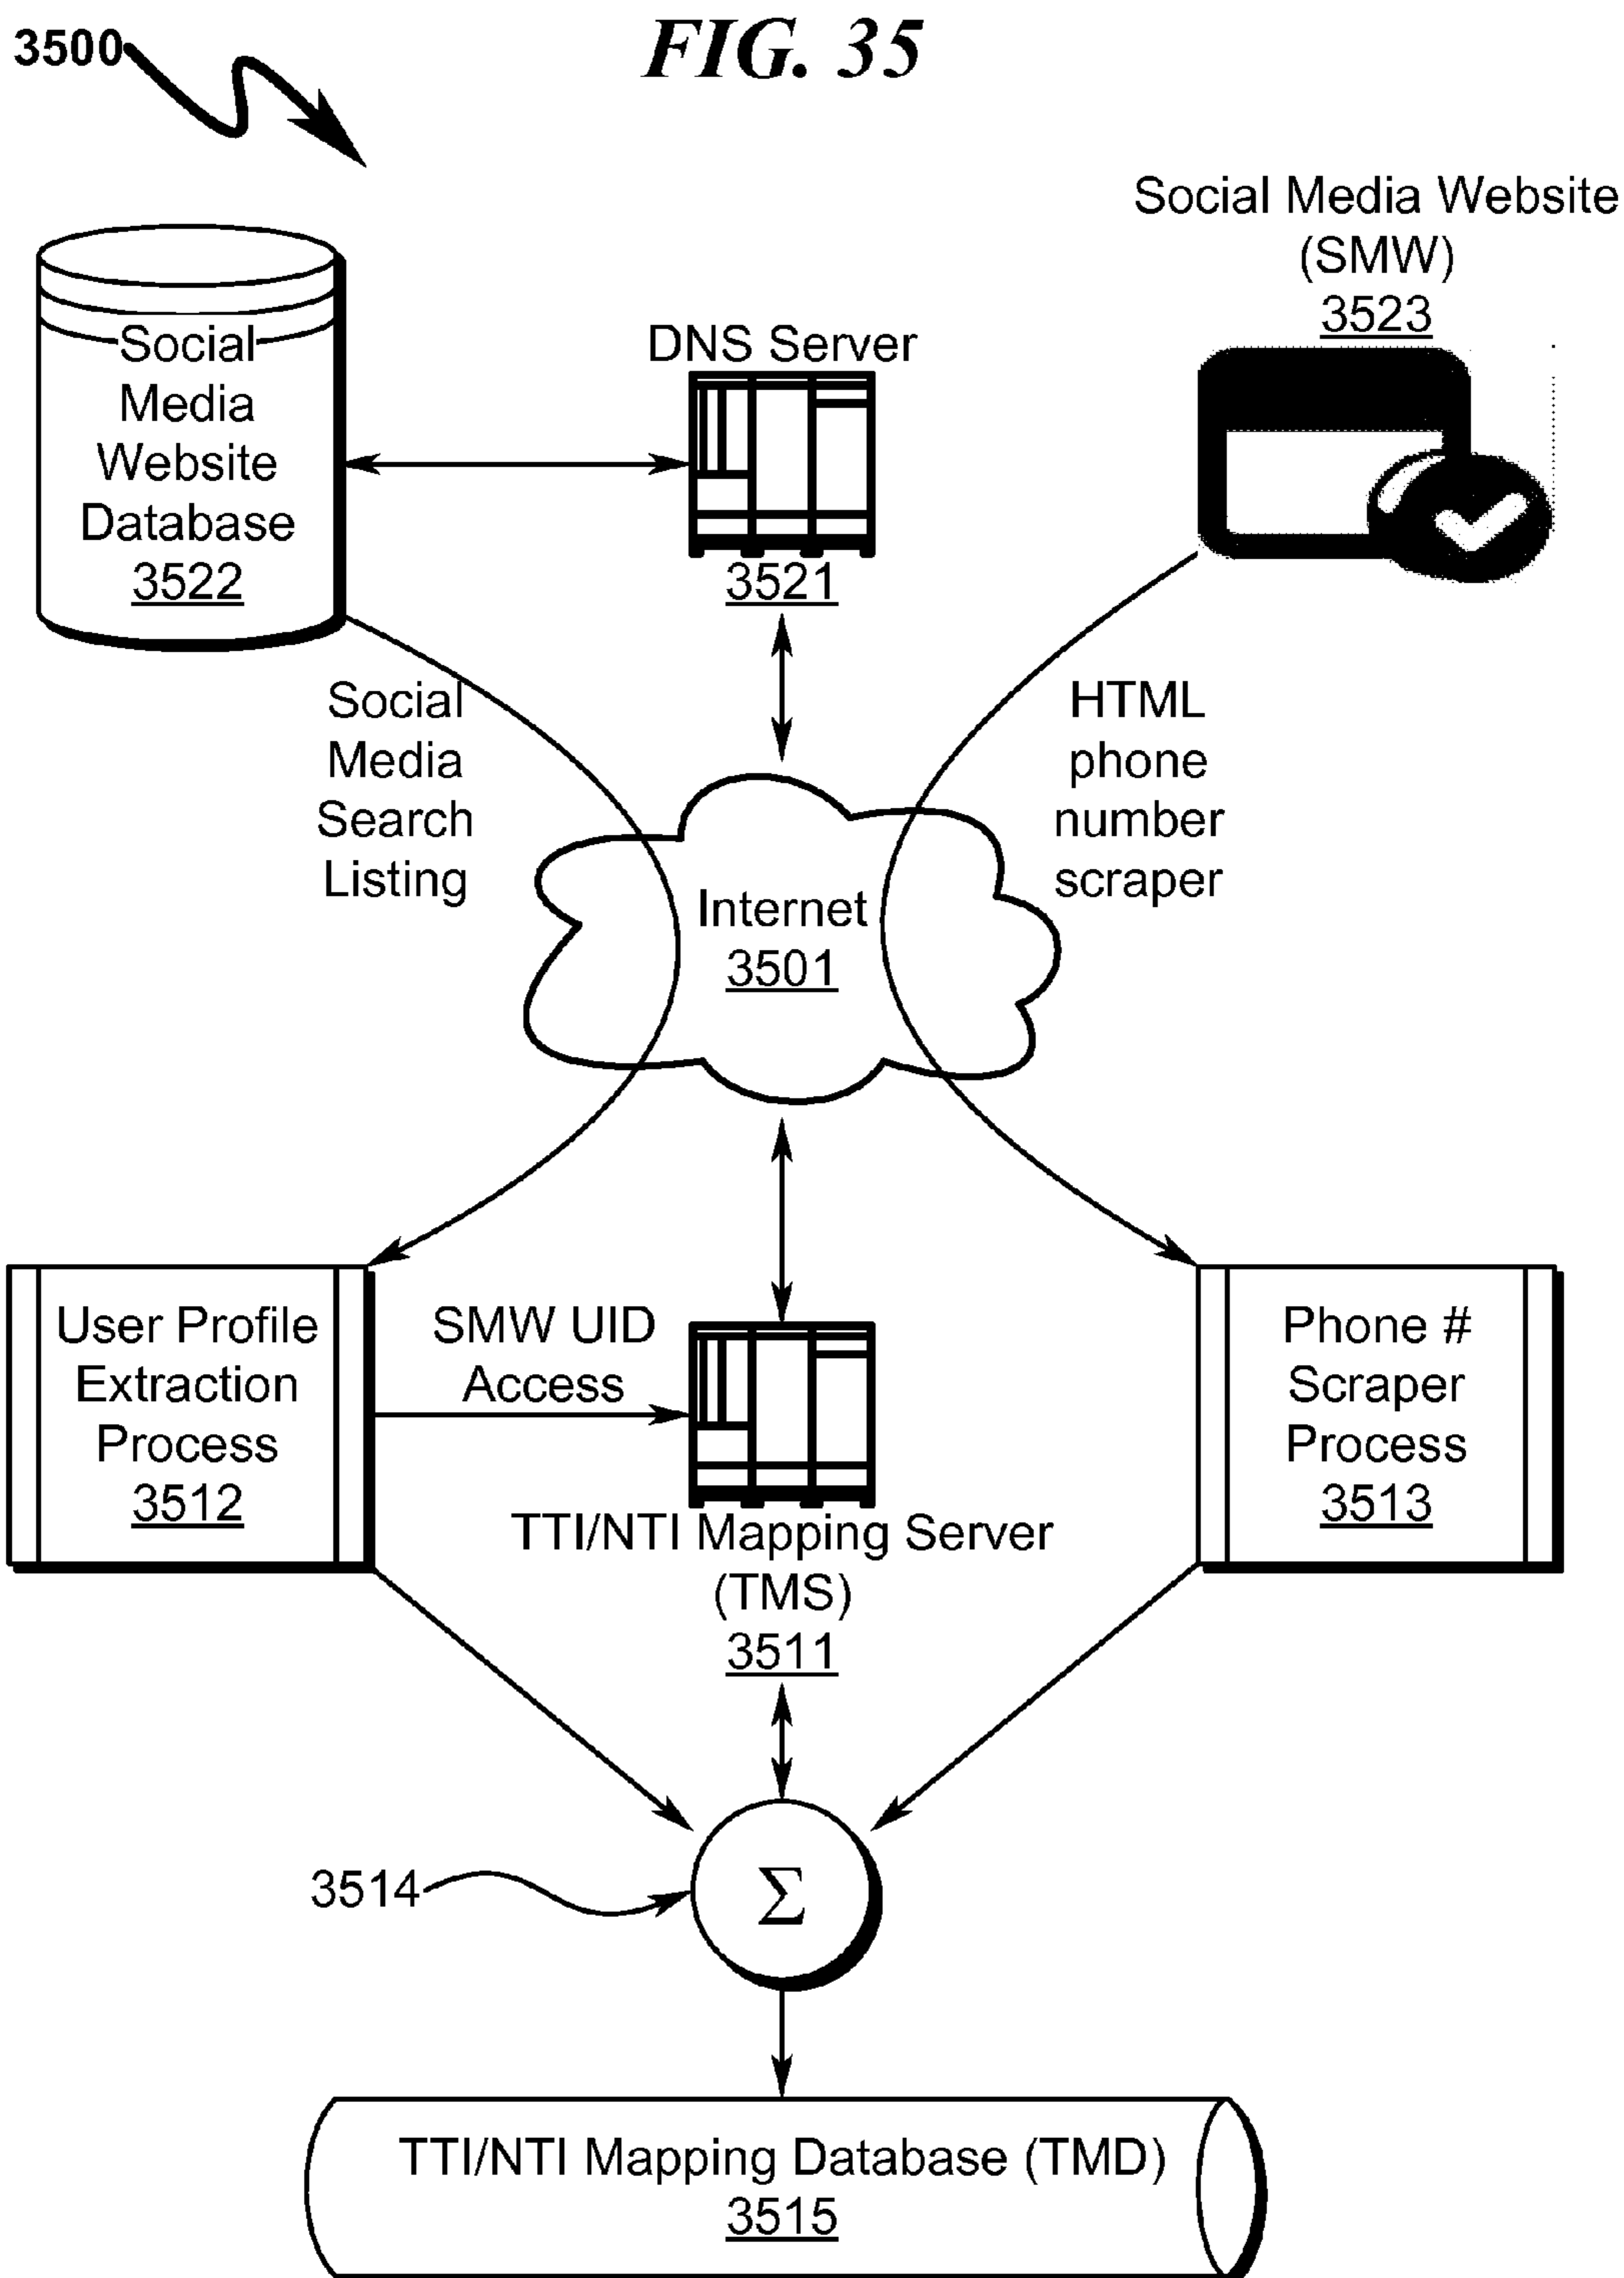 3500
FIG. 35
Social Media Website
(SMW)
3523
Social
Media
Website
Database
3522
DNS Server
3521
Social
Media
Search
Listing
HTML
phone
number
scraper
Internet
3501
User Profile
Extraction
Process
3512
SMW UID
Access
TTI/NTI Mapping Server
(TMS)
3511
Phone #
Scraper
Process
3513
3514
Σ
TTI/NTI Mapping Database (TMD)
3515